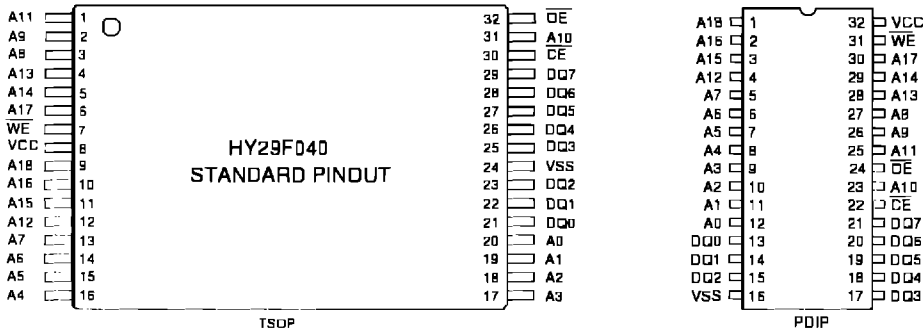 A11 1 32 OE
A9 2 31 A10
A8 3 30 CE
A13 4 29 DQ7
A14 5 28 DQ6
A17 6 27 DQ5
WE 7 26 DQ4
VCC 8 25 DQ3
A18 9 24 VSS
A16 10 23 DQ2
A15 11 22 DQ1
A12 12 21 DQ0
A7 13 20 A0
A6 14 19 A1
A5 15 18 A2
A4 16 17 A3
HY29F040
STANDARD PINOUT
TSOP
A18 1 32 VCC
A16 2 31 WE
A15 3 30 A17
A12 4 29 A14
A7 5 28 A13
A6 6 27 A8
A5 7 26 A9
A4 8 25 A11
A3 9 24 OE
A2 10 23 A10
A1 11 22 CE
A0 12 21 DQ7
DQ0 13 20 DQ6
DQ1 14 19 DQ5
DQ2 15 18 DQ4
VSS 16 17 DQ3
PDIP